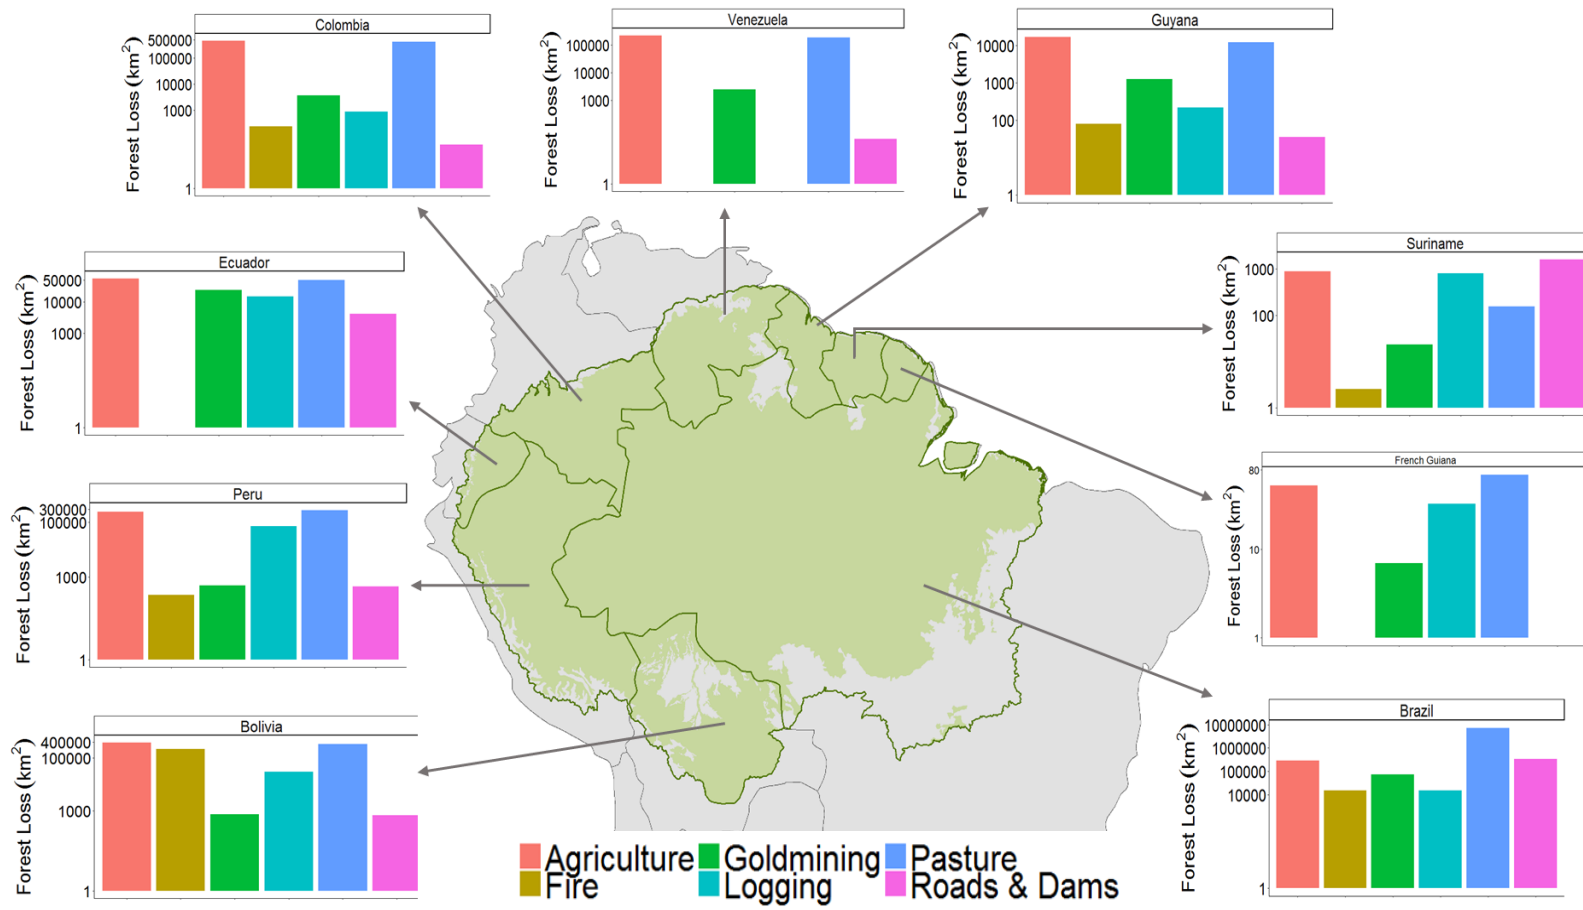 Colombia
Forest Loss (km²)
500000
100000
10000
1000
1
Venezuela
Forest Loss (km²)
100000
10000
1000
1
Guyana
Forest Loss (km²)
10000
1000
100
1
Ecuador
Forest Loss (km²)
50000
10000
1000
1
Suriname
Forest Loss (km²)
1000
100
1
Peru
Forest Loss (km²)
300000
100000
1000
1
French Guiana
Forest Loss (km²)
80
10
1
Bolivia
Forest Loss (km²)
400000
100000
1000
1
Brazil
Forest Loss (km²)
10000000
1000000
100000
10000
1
Agriculture Goldmining Pasture
Fire Logging Roads & Dams